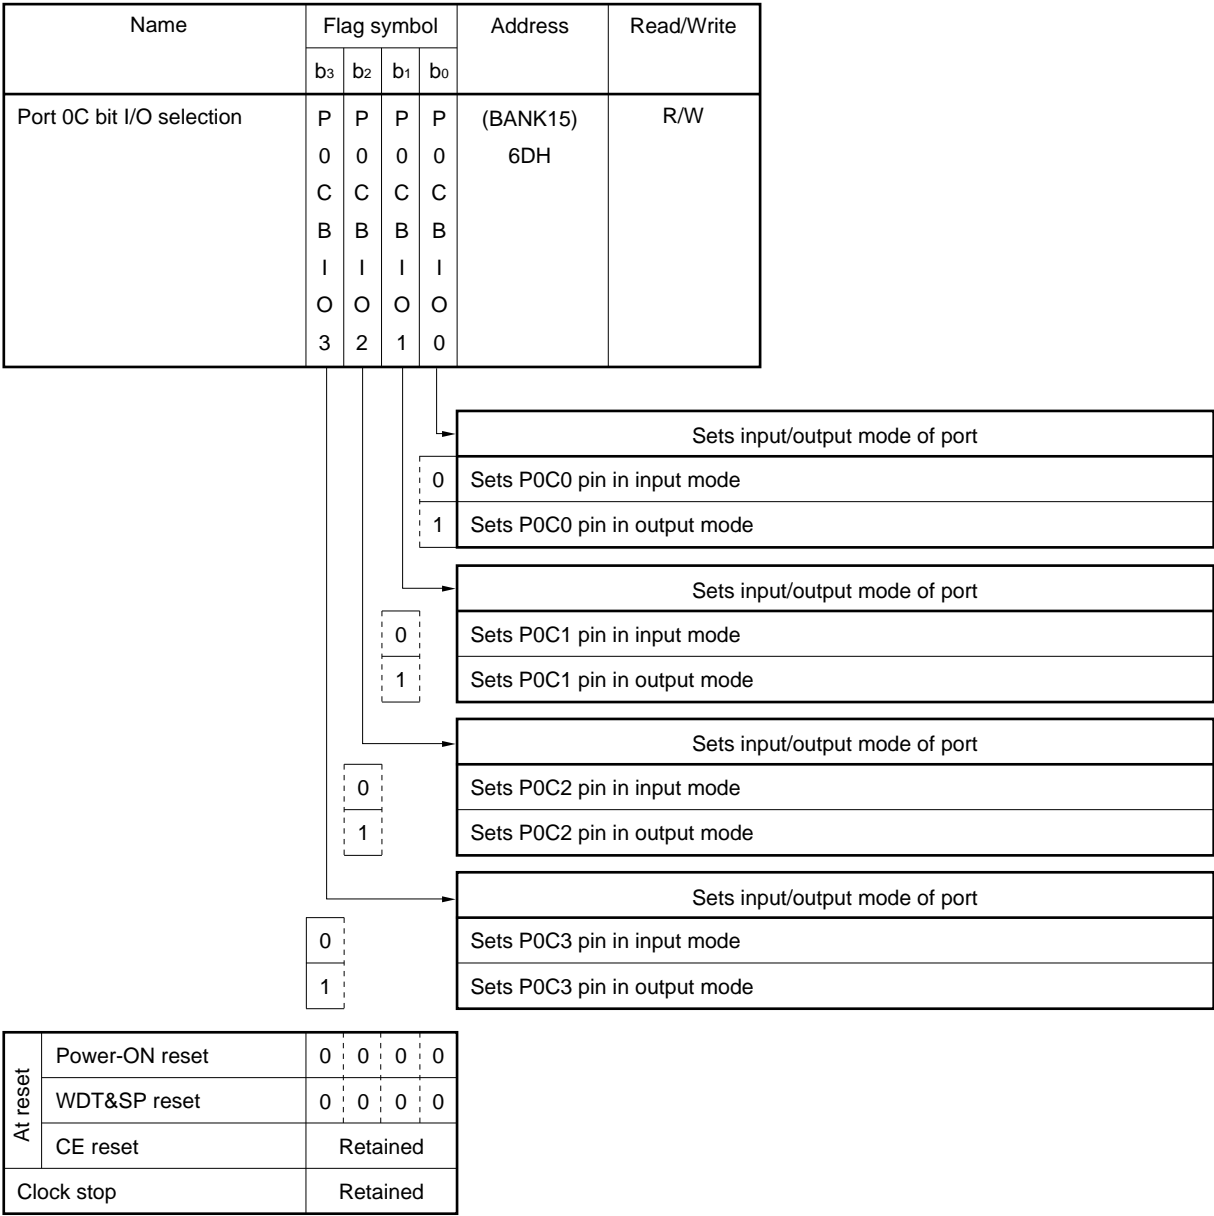 Name Flag symbol Address Read/Write
b3 b2 b1 b0
Port 0C bit I/O selection P P P P (BANK15) R/W
0 0 0 0 6DH
C C C C
B B B B
I I I I
O O O O
3 2 1 0
Sets input/output mode of port
0 Sets P0C0 pin in input mode
1 Sets P0C0 pin in output mode
Sets input/output mode of port
0 Sets P0C1 pin in input mode
1 Sets P0C1 pin in output mode
Sets input/output mode of port
0 Sets P0C2 pin in input mode
1 Sets P0C2 pin in output mode
Sets input/output mode of port
0 Sets P0C3 pin in input mode
1 Sets P0C3 pin in output mode
At reset
Power-ON reset 0 0 0 0
WDT&SP reset 0 0 0 0
CE reset Retained
Clock stop Retained